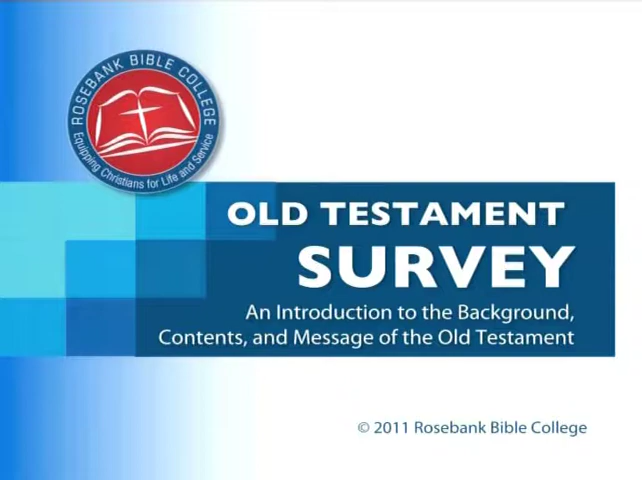 ROSEBANK BIBLE COLLEGE
Equipping Christians for Life and Service
OLD TESTAMENT
SURVEY
An Introduction to the Background,
Contents, and Message of the Old Testament
© 2011 Rosebank Bible College